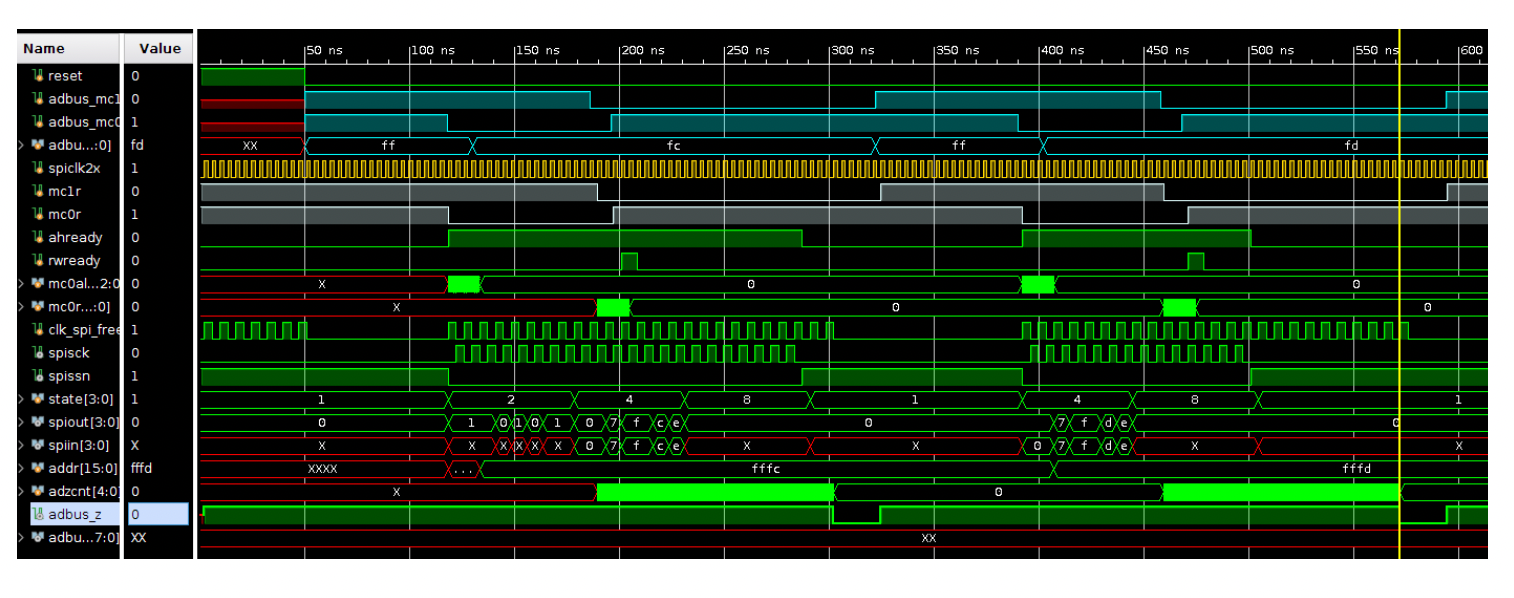 Name Value |50 ns |100 ns |150 ns |200 ns |250 ns |300 ns |350 ns |400 ns |450 ns |500 ns |550 ns |600
reset 0
adbus_mc1 0
adbus_mc0 1
adbu...:0] fd XX ff fc ff fd
spiclk2x 1
mc1r 0
mc0r 1
ahready 0
rwready 0
mc0al...2:0 0 X 0 0
mc0r...:0] 0 X 0 0
clk_spi_free 1
spisck 0
spissn 1
state[3:0] 1 1 2 4 8 1 4 8 1
spiout[3:0] 0 0 1 0 1 0 1 0 7 f c e 0 7 f d e 0
spiin[3:0] X X X X X X X 0 7 f c e X X 0 7 f d e X X
addr[15:0] fffd XXXX ... fffc fffd
adzcnt[4:0] 0 X 0
adbus_z 0
adbu...7:0] XX XX